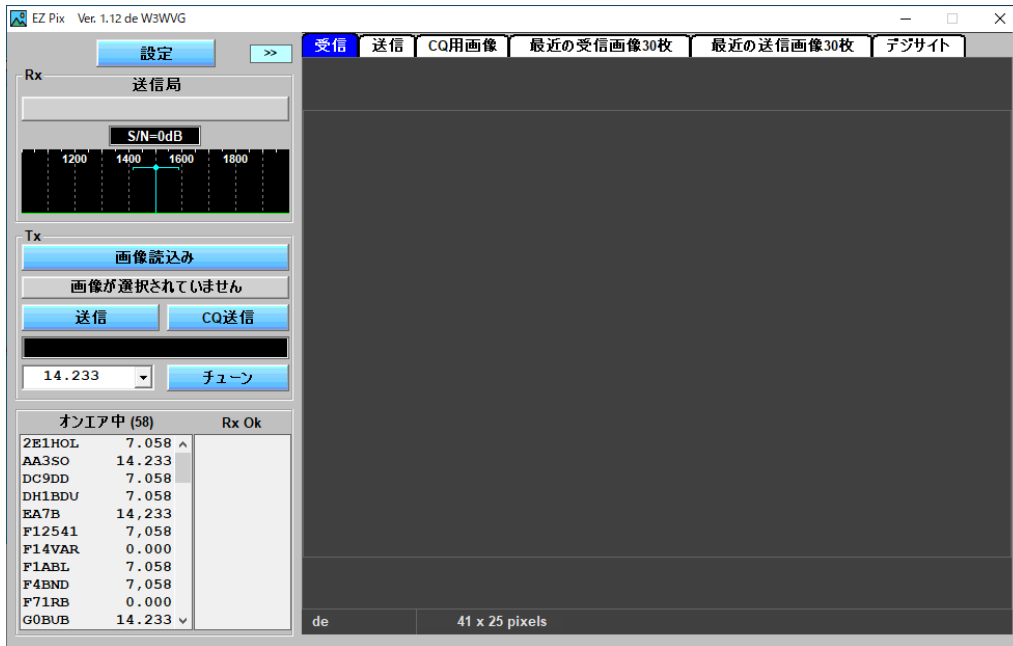 EZ Pix Ver. 1.12 de W3WVG
設定 >>
受信 送信 CQ用画像 最近の受信画像30枚 最近の送信画像30枚 デジサイト
Rx
送信局
S/N=0dB
1200 1400 1600 1800
Tx
画像読込み
画像が選択されていません
送信 CQ送信
14.233 チューン
オンエア中 (58) Rx Ok
2E1HOL 7.058
AA3SO 14.233
DC9DD 7.058
DH1BDU 7.058
EA7B 14,233
F12541 7,058
F14VAR 0.000
F1ABL 7.058
F4BND 7,058
F71RB 0.000
G0BUB 14.233
de 41 x 25 pixels